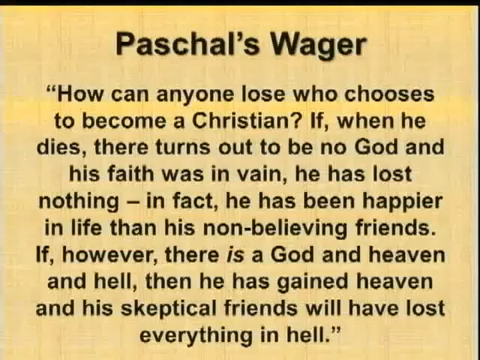 Paschal’s Wager
“How can anyone lose who chooses
to become a Christian? If, when he
dies, there turns out to be no God and
his faith was in vain, he has lost
nothing – in fact, he has been happier
in life than his non-believing friends.
If, however, there is a God and heaven
and hell, then he has gained heaven
and his skeptical friends will have lost
everything in hell.”